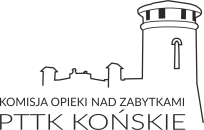 KOMISJA OPIEKI NAD ZABYTKAMI
PTTK KOŃSKIE